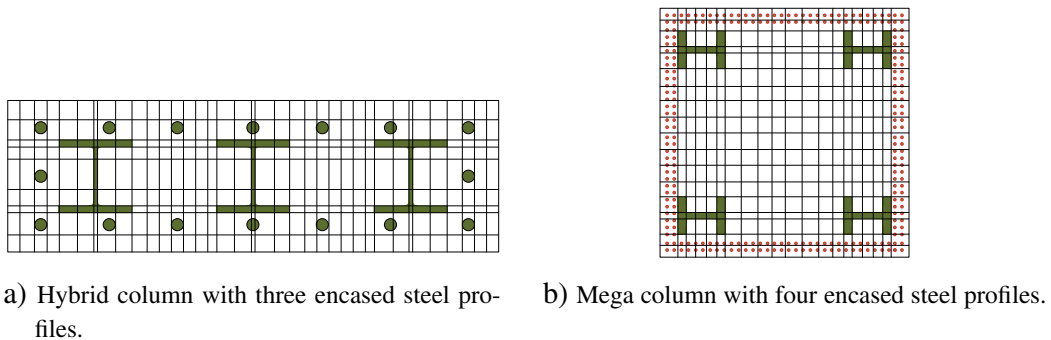 a) Hybrid column with three encased steel pro-
files.
b) Mega column with four encased steel profiles.